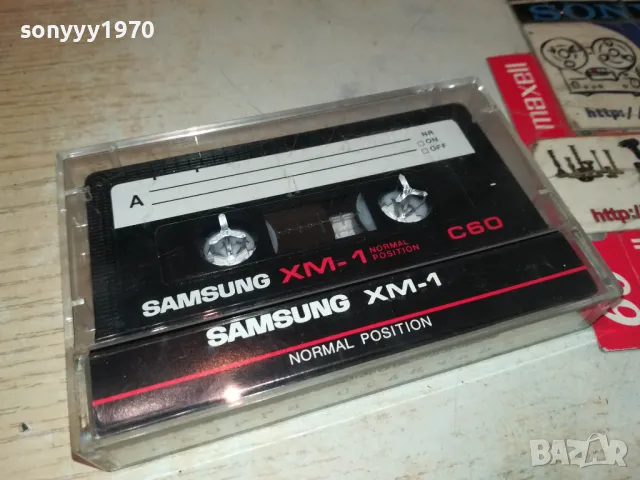 sonyyy1970
SONY
maxell
http:/
http:/
A
NR
ON
OFF
SAMSUNG XM-1 NORMAL POSITION C60
SAMSUNG XM-1
NORMAL POSITION
BAZAR